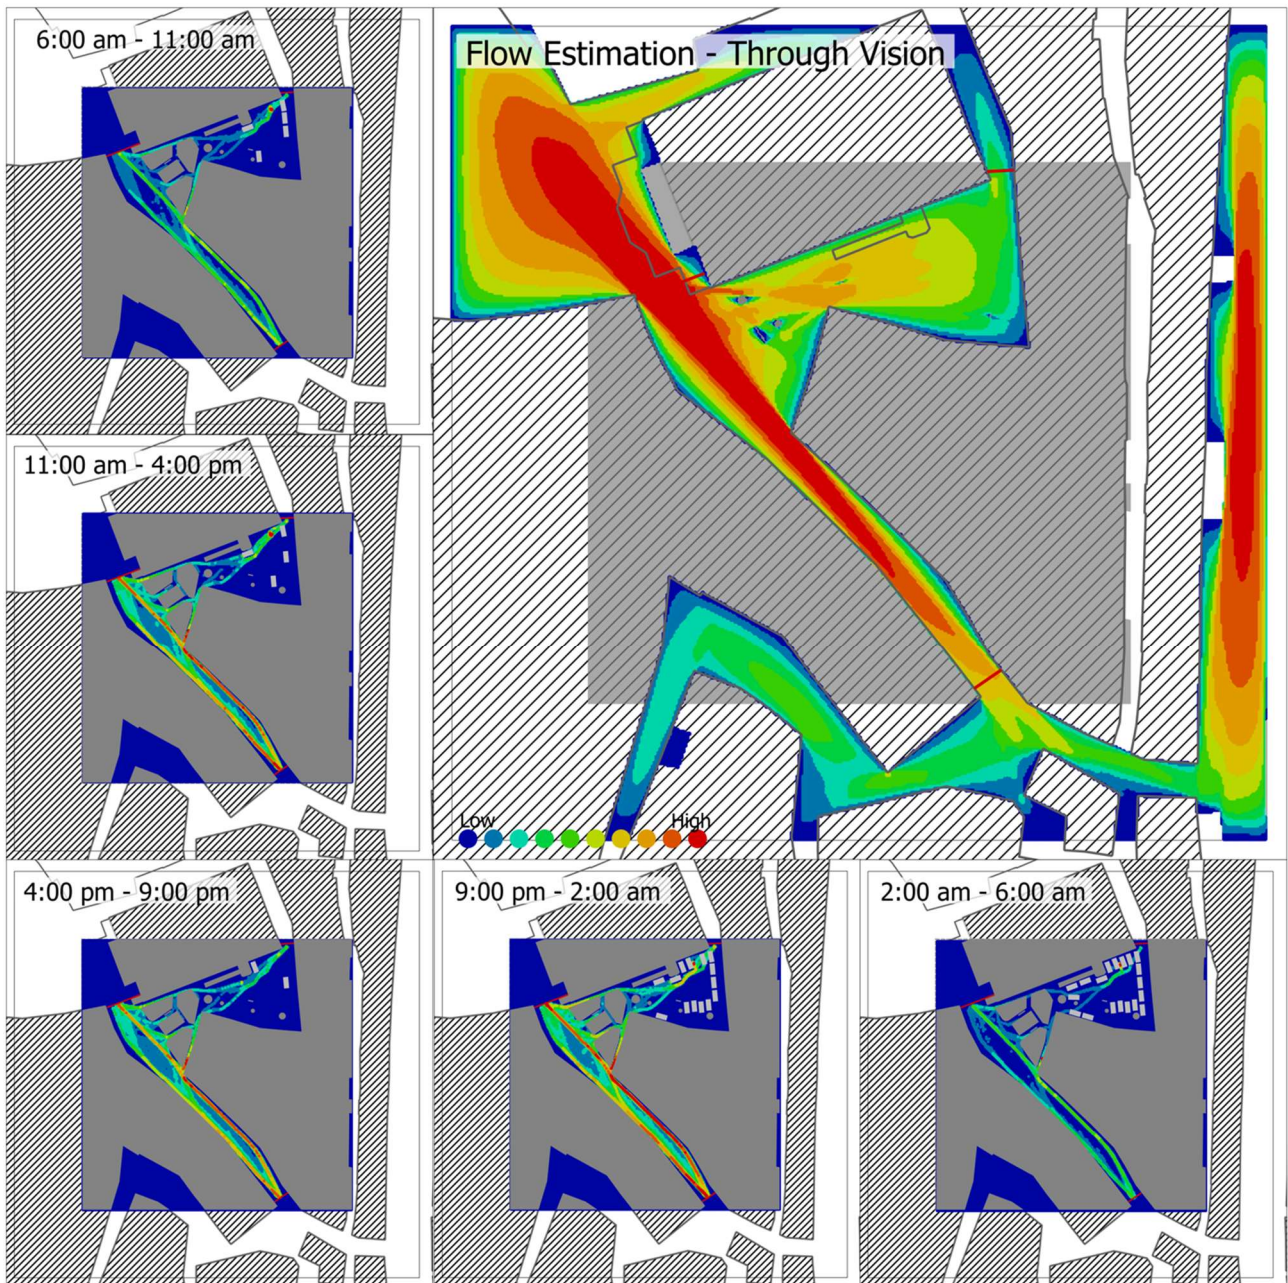 6:00 am - 11:00 am
Flow Estimation - Through Vision
11:00 am - 4:00 pm
Low High
4:00 pm - 9:00 pm
9:00 pm - 2:00 am
2:00 am - 6:00 am